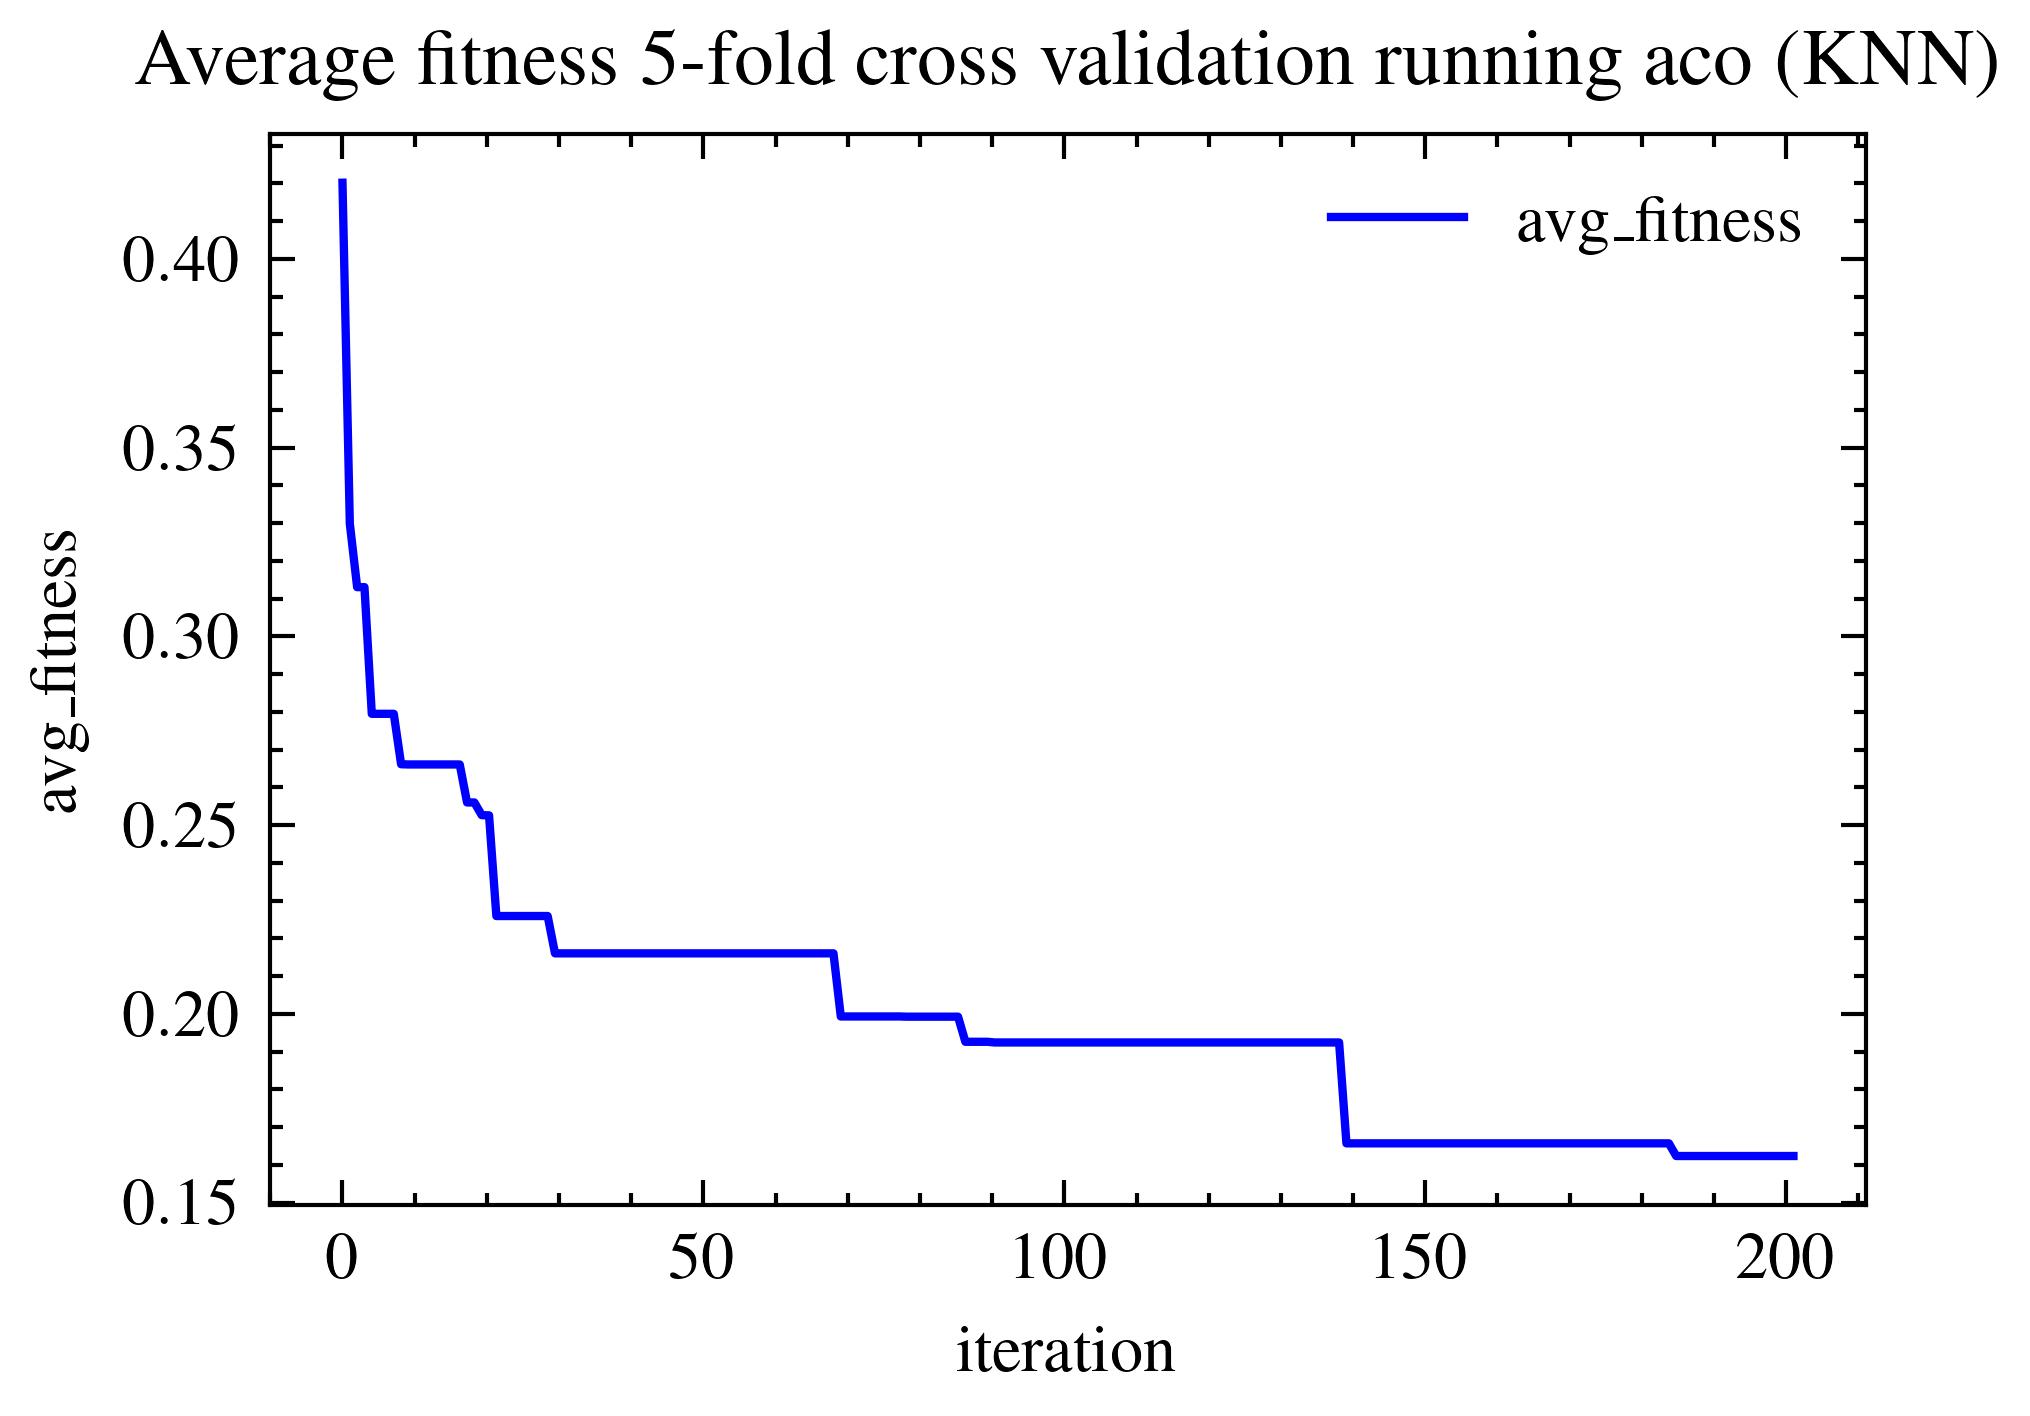 Average fitness 5-fold cross validation running aco (KNN)
avg_fitness
0.40
0.35
0.30
0.25
0.20
0.15
avg_fitness
0 50 100 150 200
iteration